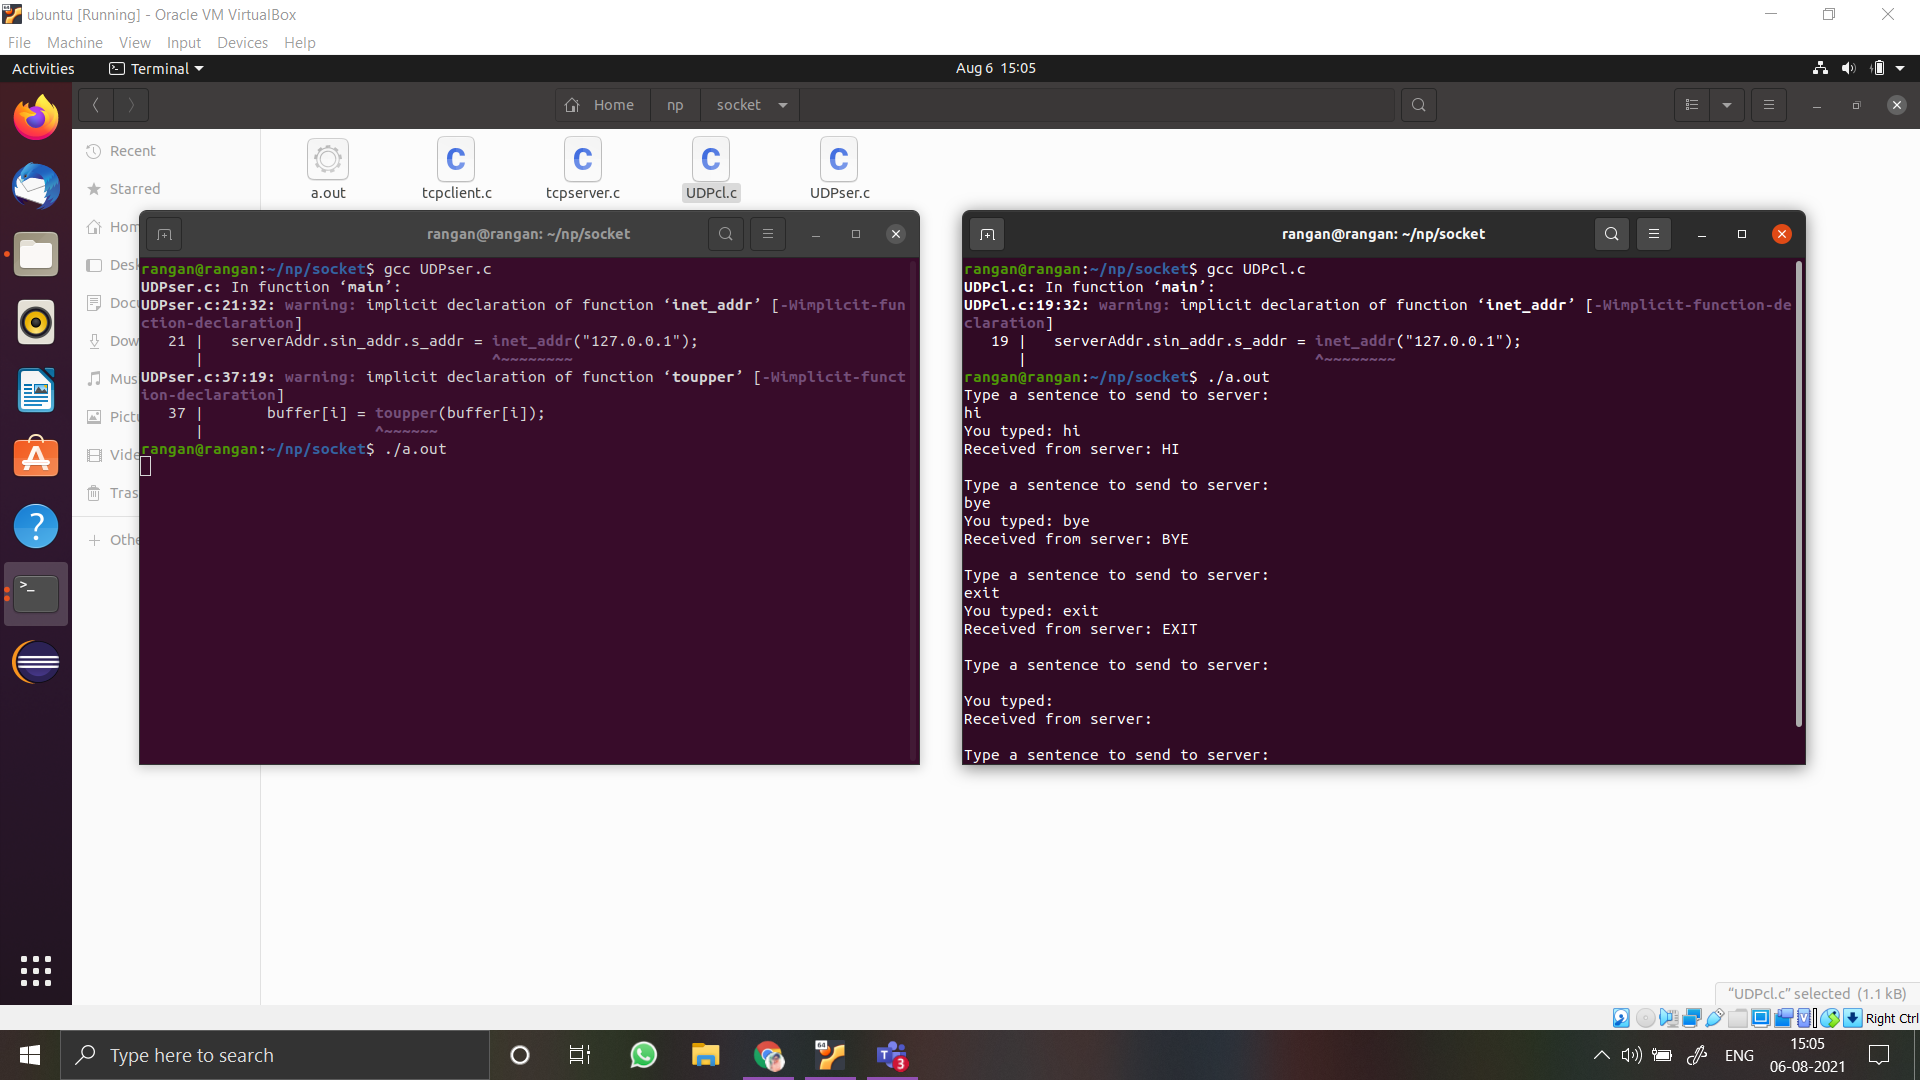 ubuntu [Running] - Oracle VM VirtualBox
File Machine View Input Devices Help
Activities Terminal Aug 6 15:05
Home np socket
Recent
Starred
Hom
Desk
Docu
Dow
Mus
Pictu
Vide
Tras
Othe
a.out tcpclient.c tcpserver.c UDPcl.c UDPser.c
rangan@rangan: ~/np/socket
rangan@rangan:~/np/socket$ gcc UDPser.c
UDPser.c: In function ‘main’:
UDPser.c:21:32: warning: implicit declaration of function ‘inet_addr’ [-Wimplicit-fun
ction-declaration]
21 | serverAddr.sin_addr.s_addr = inet_addr("127.0.0.1");
| ^~~~~~~~~
UDPser.c:37:19: warning: implicit declaration of function ‘toupper’ [-Wimplicit-funct
ion-declaration]
37 | buffer[i] = toupper(buffer[i]);
| ^~~~~~~
rangan@rangan:~/np/socket$ ./a.out
rangan@rangan: ~/np/socket
rangan@rangan:~/np/socket$ gcc UDPcl.c
UDPcl.c: In function ‘main’:
UDPcl.c:19:32: warning: implicit declaration of function ‘inet_addr’ [-Wimplicit-function-de
claration]
19 | serverAddr.sin_addr.s_addr = inet_addr("127.0.0.1");
| ^~~~~~~~~
rangan@rangan:~/np/socket$ ./a.out
Type a sentence to send to server:
hi
You typed: hi
Received from server: HI
Type a sentence to send to server:
bye
You typed: bye
Received from server: BYE
Type a sentence to send to server:
exit
You typed: exit
Received from server: EXIT
Type a sentence to send to server:
You typed:
Received from server:
Type a sentence to send to server:
“UDPcl.c” selected (1.1 kB)
Right Ctrl
Type here to search
64
3
ENG
15:05
06-08-2021